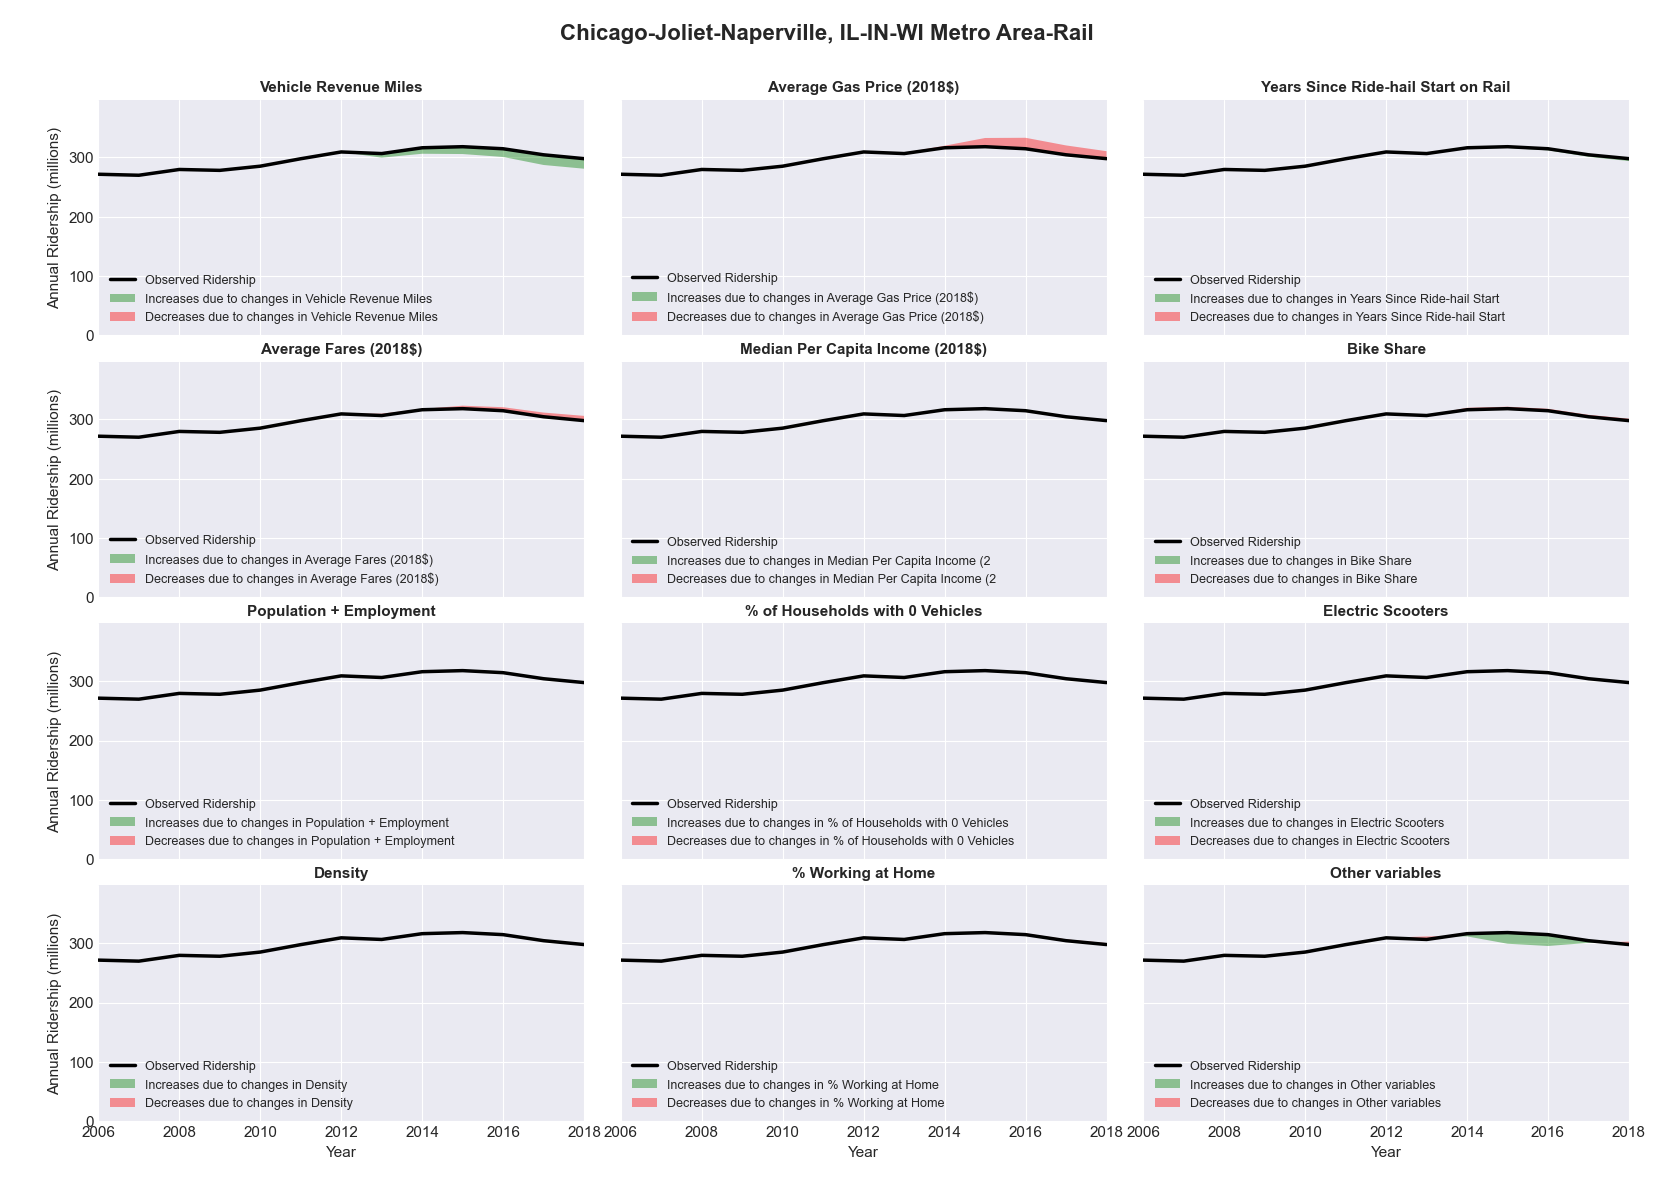 Chicago-Joliet-Naperville, IL-IN-WI Metro Area-Rail
Vehicle Revenue Miles
Annual Ridership (millions)
300
200
100
0
Observed Ridership
Increases due to changes in Vehicle Revenue Miles
Decreases due to changes in Vehicle Revenue Miles
Average Gas Price (2018$)
Observed Ridership
Increases due to changes in Average Gas Price (2018$)
Decreases due to changes in Average Gas Price (2018$)
Years Since Ride-hail Start on Rail
Observed Ridership
Increases due to changes in Years Since Ride-hail Start
Decreases due to changes in Years Since Ride-hail Start
Average Fares (2018$)
Annual Ridership (millions)
300
200
100
0
Observed Ridership
Increases due to changes in Average Fares (2018$)
Decreases due to changes in Average Fares (2018$)
Median Per Capita Income (2018$)
Observed Ridership
Increases due to changes in Median Per Capita Income (2
Decreases due to changes in Median Per Capita Income (2
Bike Share
Observed Ridership
Increases due to changes in Bike Share
Decreases due to changes in Bike Share
Population + Employment
Annual Ridership (millions)
300
200
100
0
Observed Ridership
Increases due to changes in Population + Employment
Decreases due to changes in Population + Employment
% of Households with 0 Vehicles
Observed Ridership
Increases due to changes in % of Households with 0 Vehicles
Decreases due to changes in % of Households with 0 Vehicles
Electric Scooters
Observed Ridership
Increases due to changes in Electric Scooters
Decreases due to changes in Electric Scooters
Density
Annual Ridership (millions)
300
200
100
0
Observed Ridership
Increases due to changes in Density
Decreases due to changes in Density
2006 2008 2010 2012 2014 2016 2018
Year
% Working at Home
Observed Ridership
Increases due to changes in % Working at Home
Decreases due to changes in % Working at Home
2006 2008 2010 2012 2014 2016 2018
Year
Other variables
Observed Ridership
Increases due to changes in Other variables
Decreases due to changes in Other variables
2006 2008 2010 2012 2014 2016 2018
Year